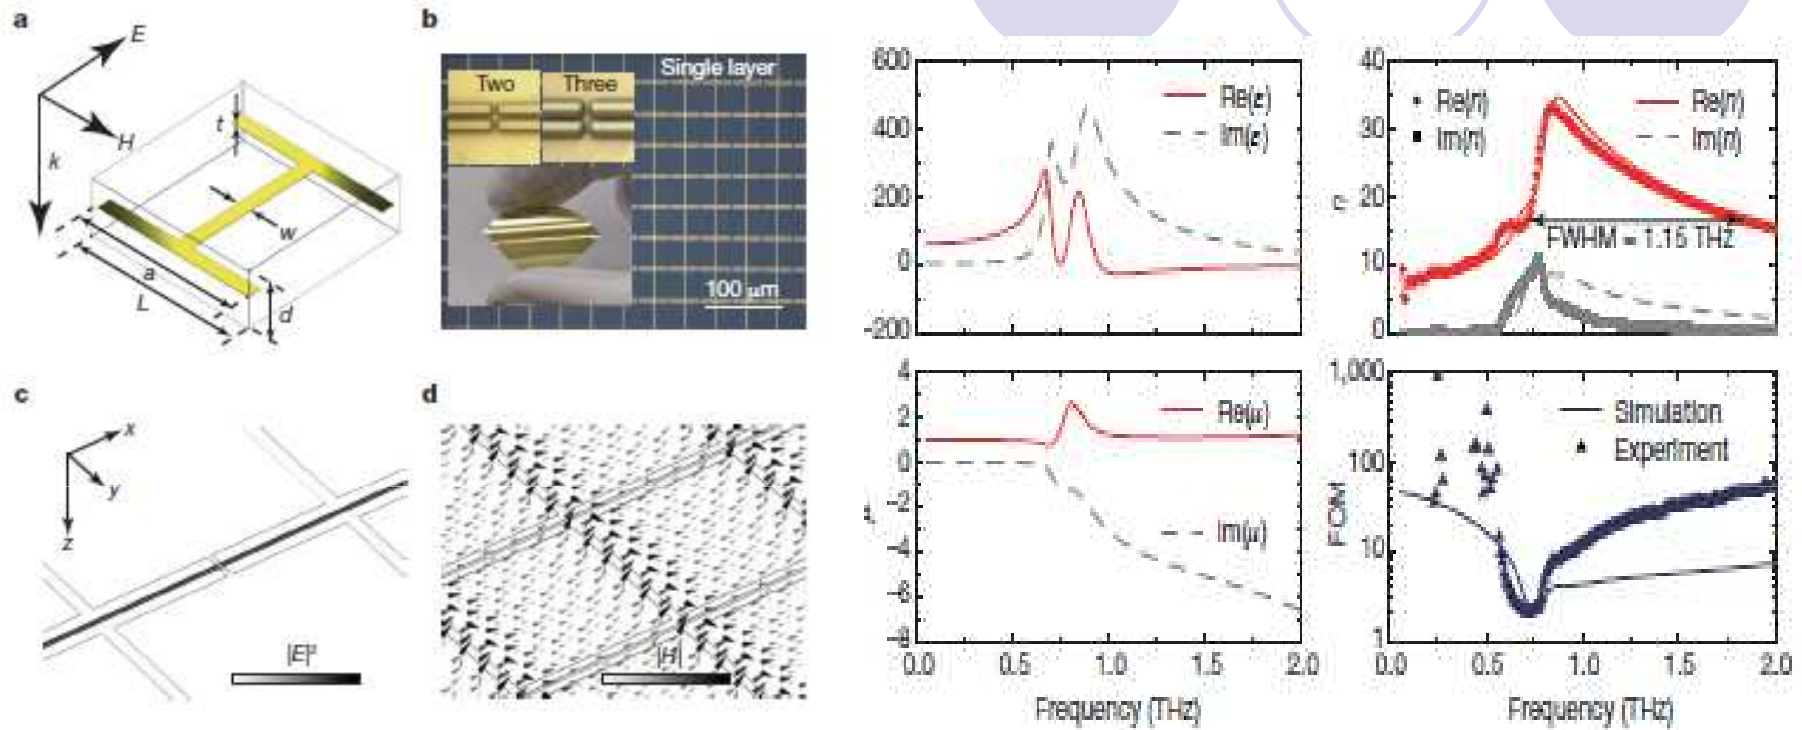 a
E
H
k
t
w
a
L
d
b
Two
Three
Single layer
100 μm
c
x
y
z
|E|²
d
|H|
600
400
200
0
-200
Re(ε)
Im(ε)
4
2
0
-2
-4
-6
-8
μ
Re(μ)
Im(μ)
0.0 0.5 1.0 1.5 2.0
Frequency (THz)
40
30
20
10
0
n
Re(n) Re(n)
Im(n) Im(n)
FWHM = 1.15 THz
1,000
100
10
1
FOM
Simulation
Experiment
0.0 0.5 1.0 1.5 2.0
Frequency (THz)